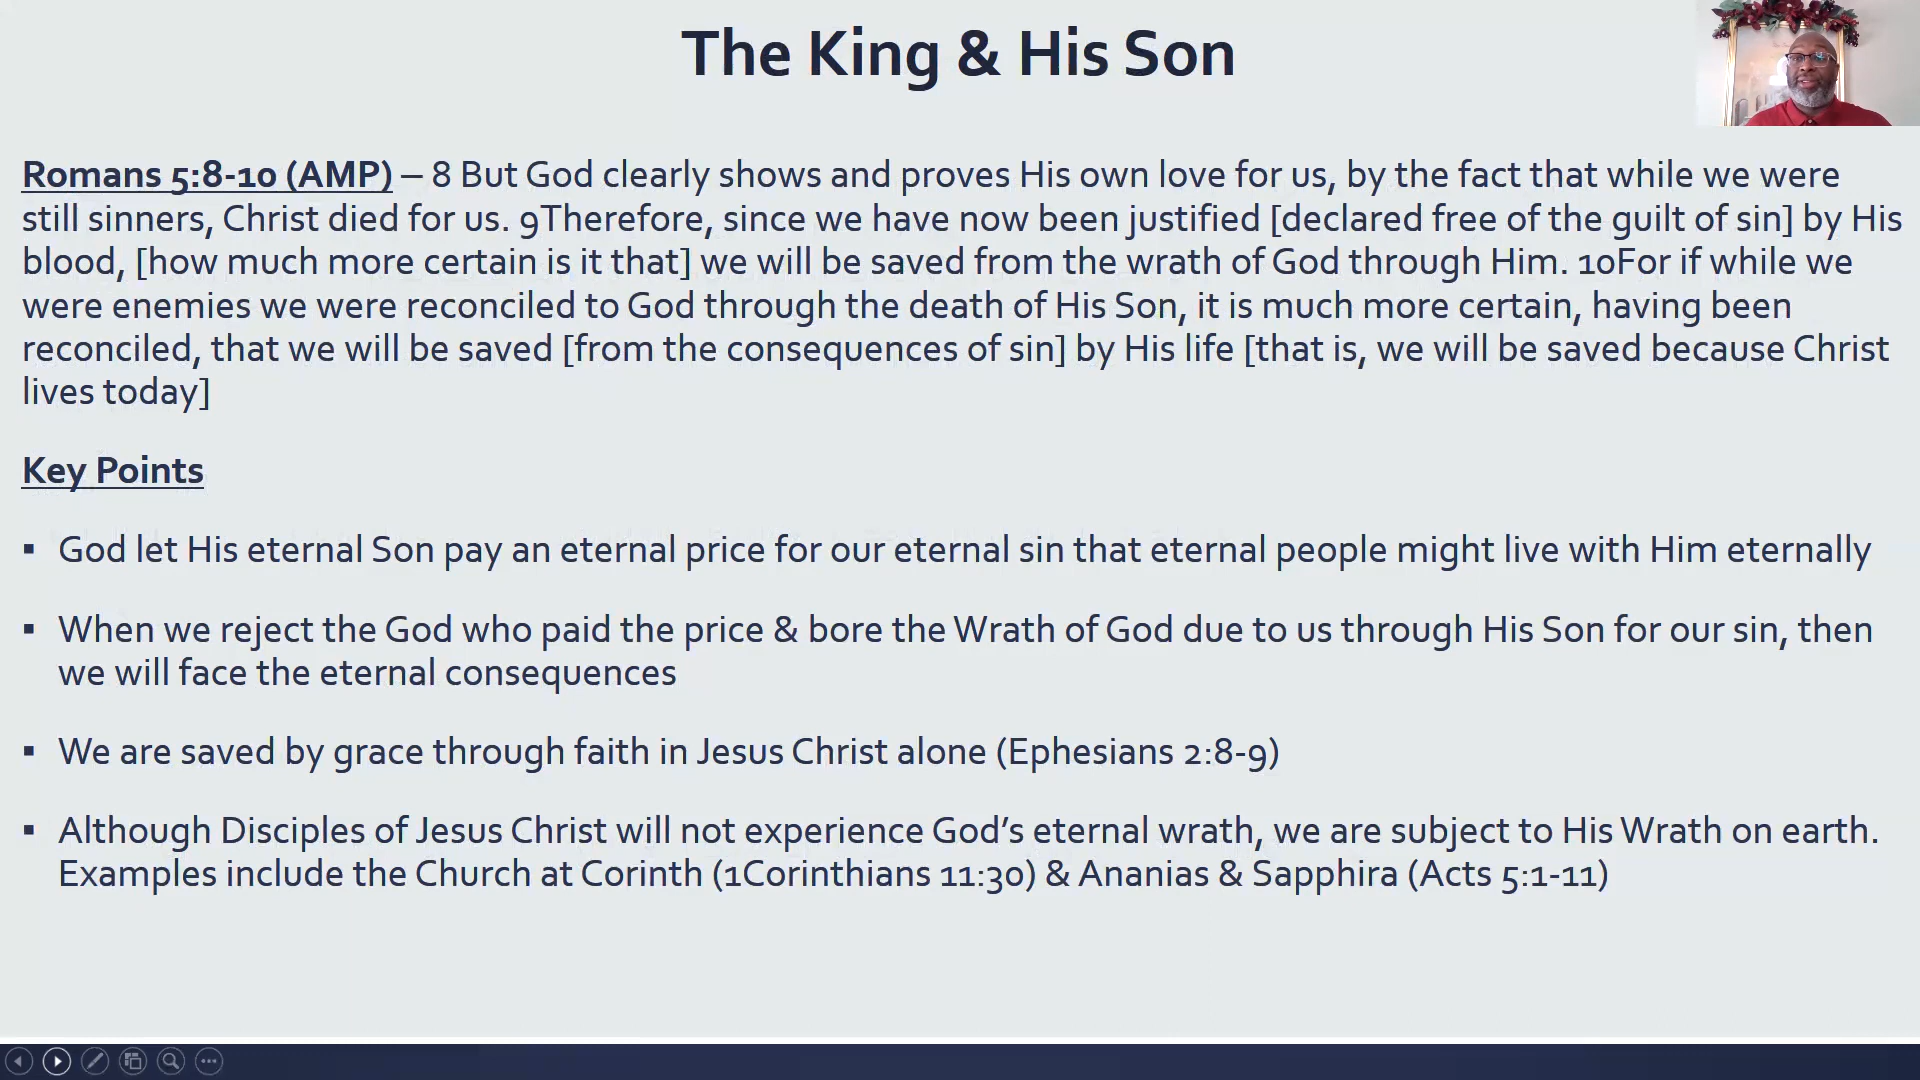 The King & His Son
Romans 5:8-10 (AMP) – 8 But God clearly shows and proves His own love for us, by the fact that while we were
still sinners, Christ died for us. 9Therefore, since we have now been justified [declared free of the guilt of sin] by His
blood, [how much more certain is it that] we will be saved from the wrath of God through Him. 10For if while we
were enemies we were reconciled to God through the death of His Son, it is much more certain, having been
reconciled, that we will be saved [from the consequences of sin] by His life [that is, we will be saved because Christ
lives today]
Key Points
▪ God let His eternal Son pay an eternal price for our eternal sin that eternal people might live with Him eternally
▪ When we reject the God who paid the price & bore the Wrath of God due to us through His Son for our sin, then
we will face the eternal consequences
▪ We are saved by grace through faith in Jesus Christ alone (Ephesians 2:8-9)
▪ Although Disciples of Jesus Christ will not experience God's eternal wrath, we are subject to His Wrath on earth.
Examples include the Church at Corinth (1Corinthians 11:30) & Ananias & Sapphira (Acts 5:1-11)